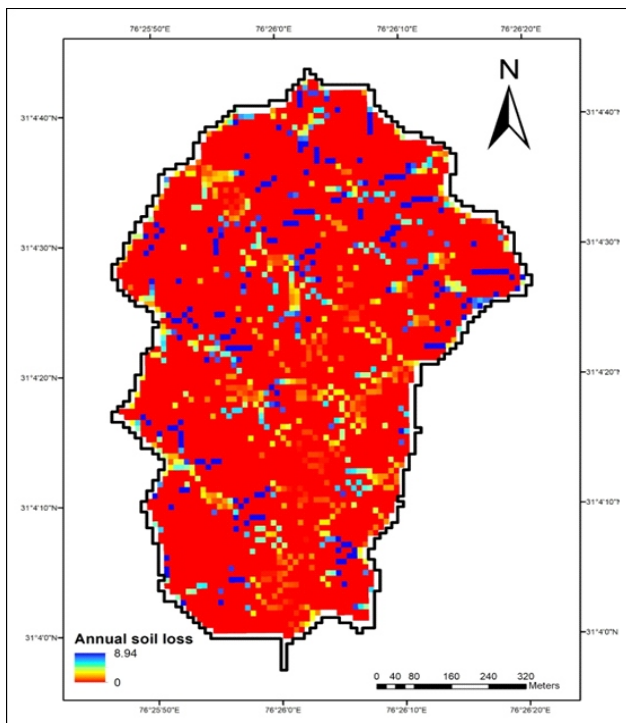 76°25'50"E 76°26'0"E 76°26'10"E 76°26'20"E
N
31°4'40"N 31°4'40"N
31°4'30"N 31°4'30"N
31°4'20"N 31°4'20"N
31°4'10"N 31°4'10"N
31°4'0"N 31°4'0"N
Annual soil loss
8.94
0
0 40 80 160 240 320
Meters
76°25'50"E 76°26'0"E 76°26'10"E 76°26'20"E